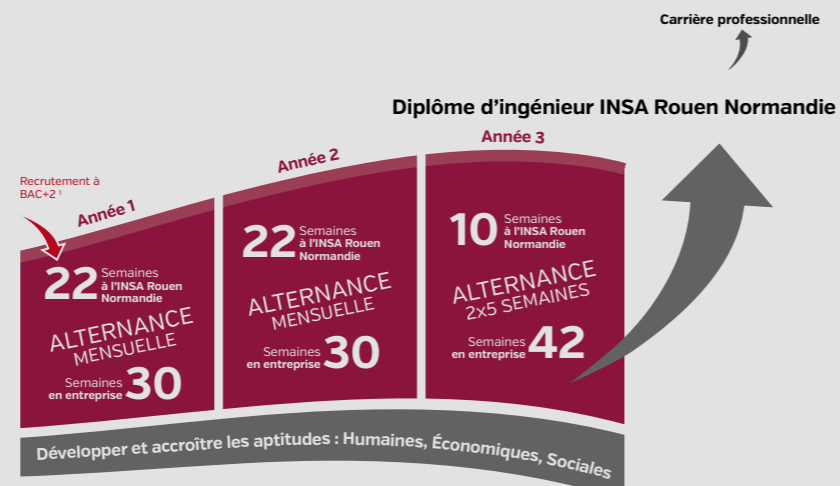 Carrière professionnelle
Diplôme d'ingénieur INSA Rouen Normandie
Recrutement à
BAC+2 ¹
Année 1
22 Semaines
à l'INSA Rouen
Normandie
ALTERNANCE
MENSUELLE
Semaines
en entreprise 30
Année 2
22 Semaines
à l'INSA Rouen
Normandie
ALTERNANCE
MENSUELLE
Semaines
en entreprise 30
Année 3
10 Semaines
à l'INSA Rouen
Normandie
ALTERNANCE
2x5 SEMAINES
Semaines
en entreprise 42
Développer et accroître les aptitudes : Humaines, Économiques, Sociales